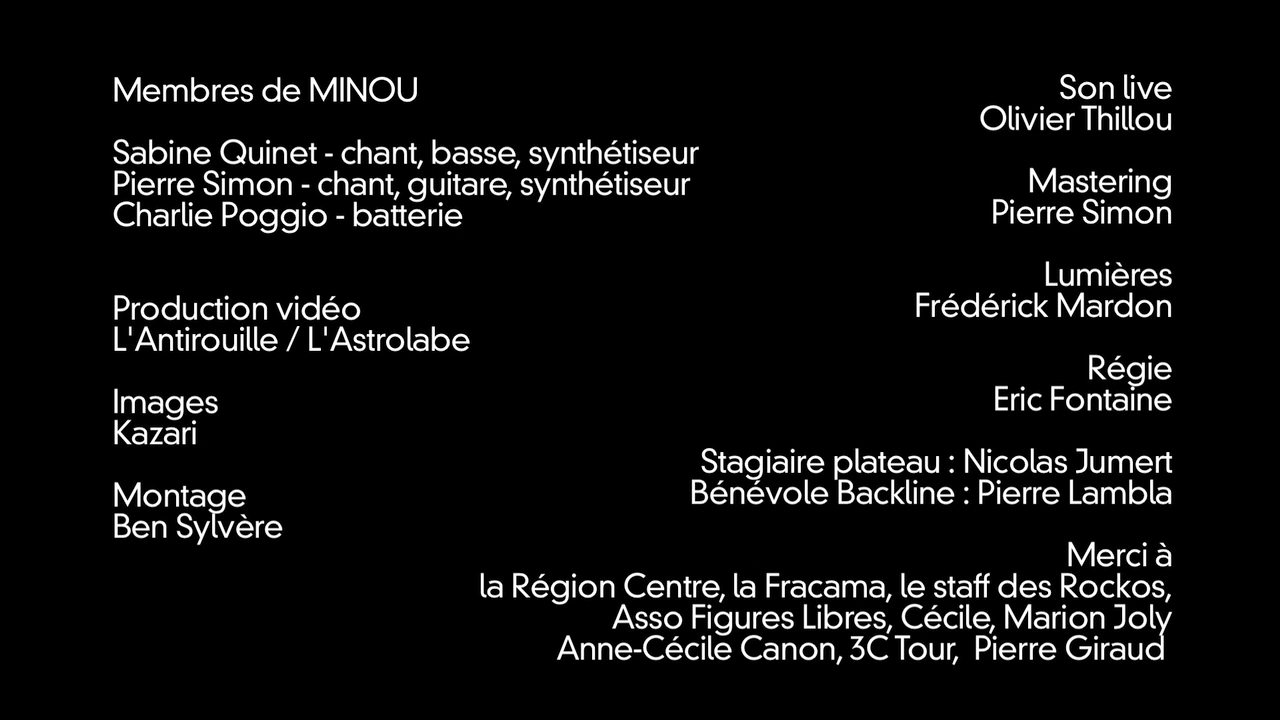 Membres de MINOU
Sabine Quinet - chant, basse, synthétiseur
Pierre Simon - chant, guitare, synthétiseur
Charlie Poggio - batterie
Production vidéo
L'Antirouille / L'Astrolabe
Images
Kazari
Montage
Ben Sylvère
Son live
Olivier Thillou
Mastering
Pierre Simon
Lumières
Frédérick Mardon
Régie
Eric Fontaine
Stagiaire plateau : Nicolas Jumert
Bénévole Backline : Pierre Lambla
Merci à
la Région Centre, la Fracama, le staff des Rockos,
Asso Figures Libres, Cécile, Marion Joly
Anne-Cécile Canon, 3C Tour, Pierre Giraud